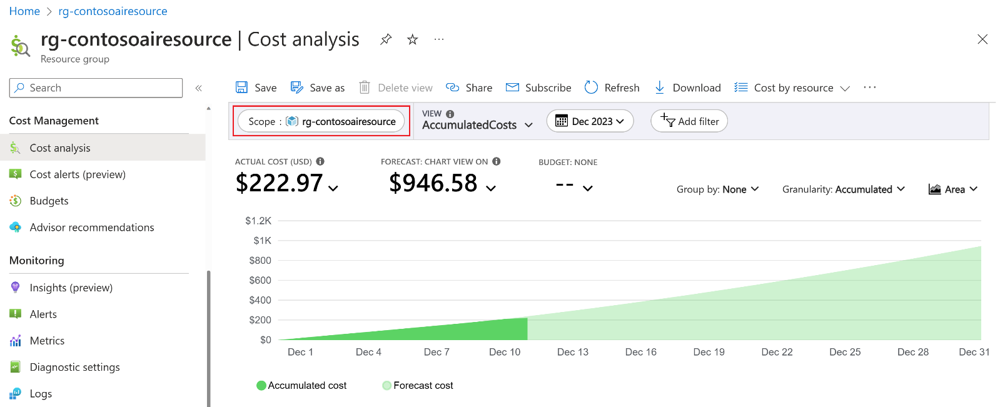 Home > rg-contosoairesource
rg-contosoairesource | Cost analysis ...
Resource group
Search «
Save Save as Delete view Share Subscribe Refresh Download Cost by resource ...
Cost Management
Cost analysis
Cost alerts (preview)
Budgets
Advisor recommendations
Monitoring
Insights (preview)
Alerts
Metrics
Diagnostic settings
Logs
Scope : rg-contosoairesource
VIEW
AccumulatedCosts
Dec 2023
Add filter
ACTUAL COST (USD)
$222.97
FORECAST: CHART VIEW ON
$946.58
BUDGET: NONE
--
Group by: None
Granularity: Accumulated
Area
$1.2K
$1K
$800
$600
$400
$200
$0
Dec 1 Dec 4 Dec 7 Dec 10 Dec 13 Dec 16 Dec 19 Dec 22 Dec 25 Dec 28 Dec 31
Accumulated cost Forecast cost